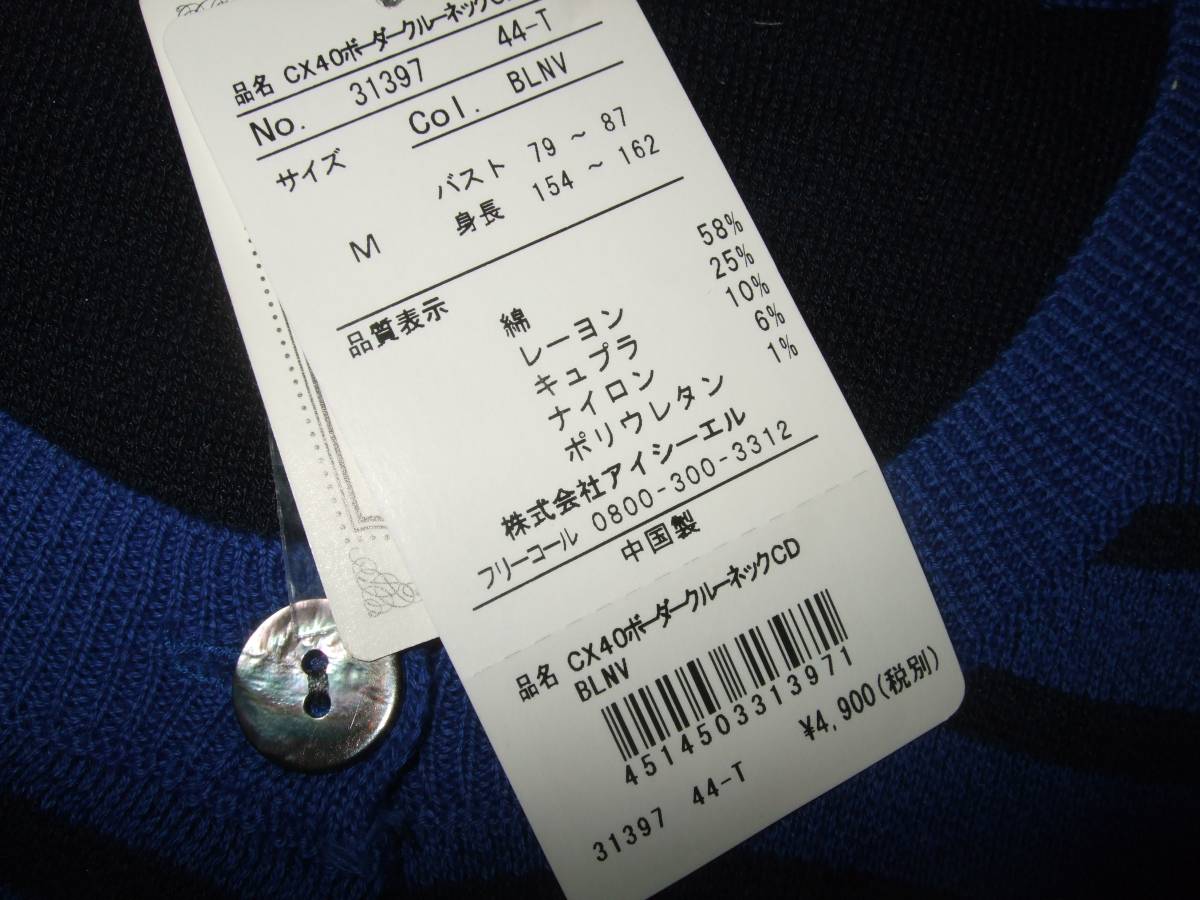 品名 CX40ボーダークルーネックC
No. 31397 44-T
サイズ Col. BLNV
バスト 79 ~ 87
M 身長 154 ~ 162
品質表示 綿 58%
レーヨン 25%
キュプラ 10%
ナイロン 6%
ポリウレタン 1%
株式会社アイシーエル
フリーコール 0800-300-3312
中国製
品名 CX40ボーダークルーネックCD
BLNV
4514503313971
¥4,900(税別)
31397 44-T